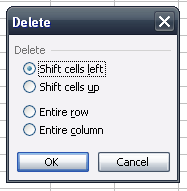 Delete
Delete
Shift cells left
Shift cells up
Entire row
Entire column
OK
Cancel